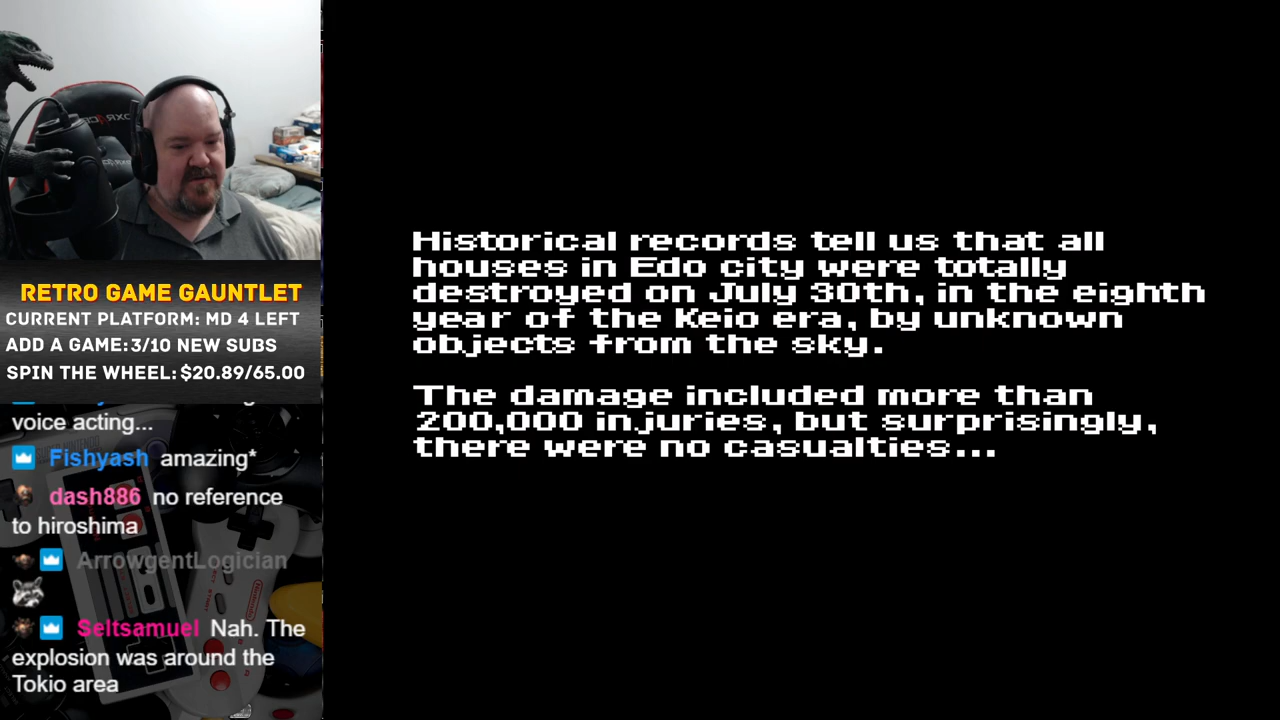 RETRO GAME GAUNTLET
CURRENT PLATFORM: MD 4 LEFT
ADD A GAME:3/10 NEW SUBS
SPIN THE WHEEL:$20.89/65.00
voice acting...
Fishyash amazing*
dash886 no reference
to hiroshima
ArrowgentLogician
Seltsamuel Nah. The
explosion was around the
Tokio area
Historical records tell us that all
houses in Edo city were totally
destroyed on July 30th, in the eighth
year of the Keio era, by unknown
objects from the sky.
The damage included more than
200,000 injuries, but surprisingly,
there were no casualties...